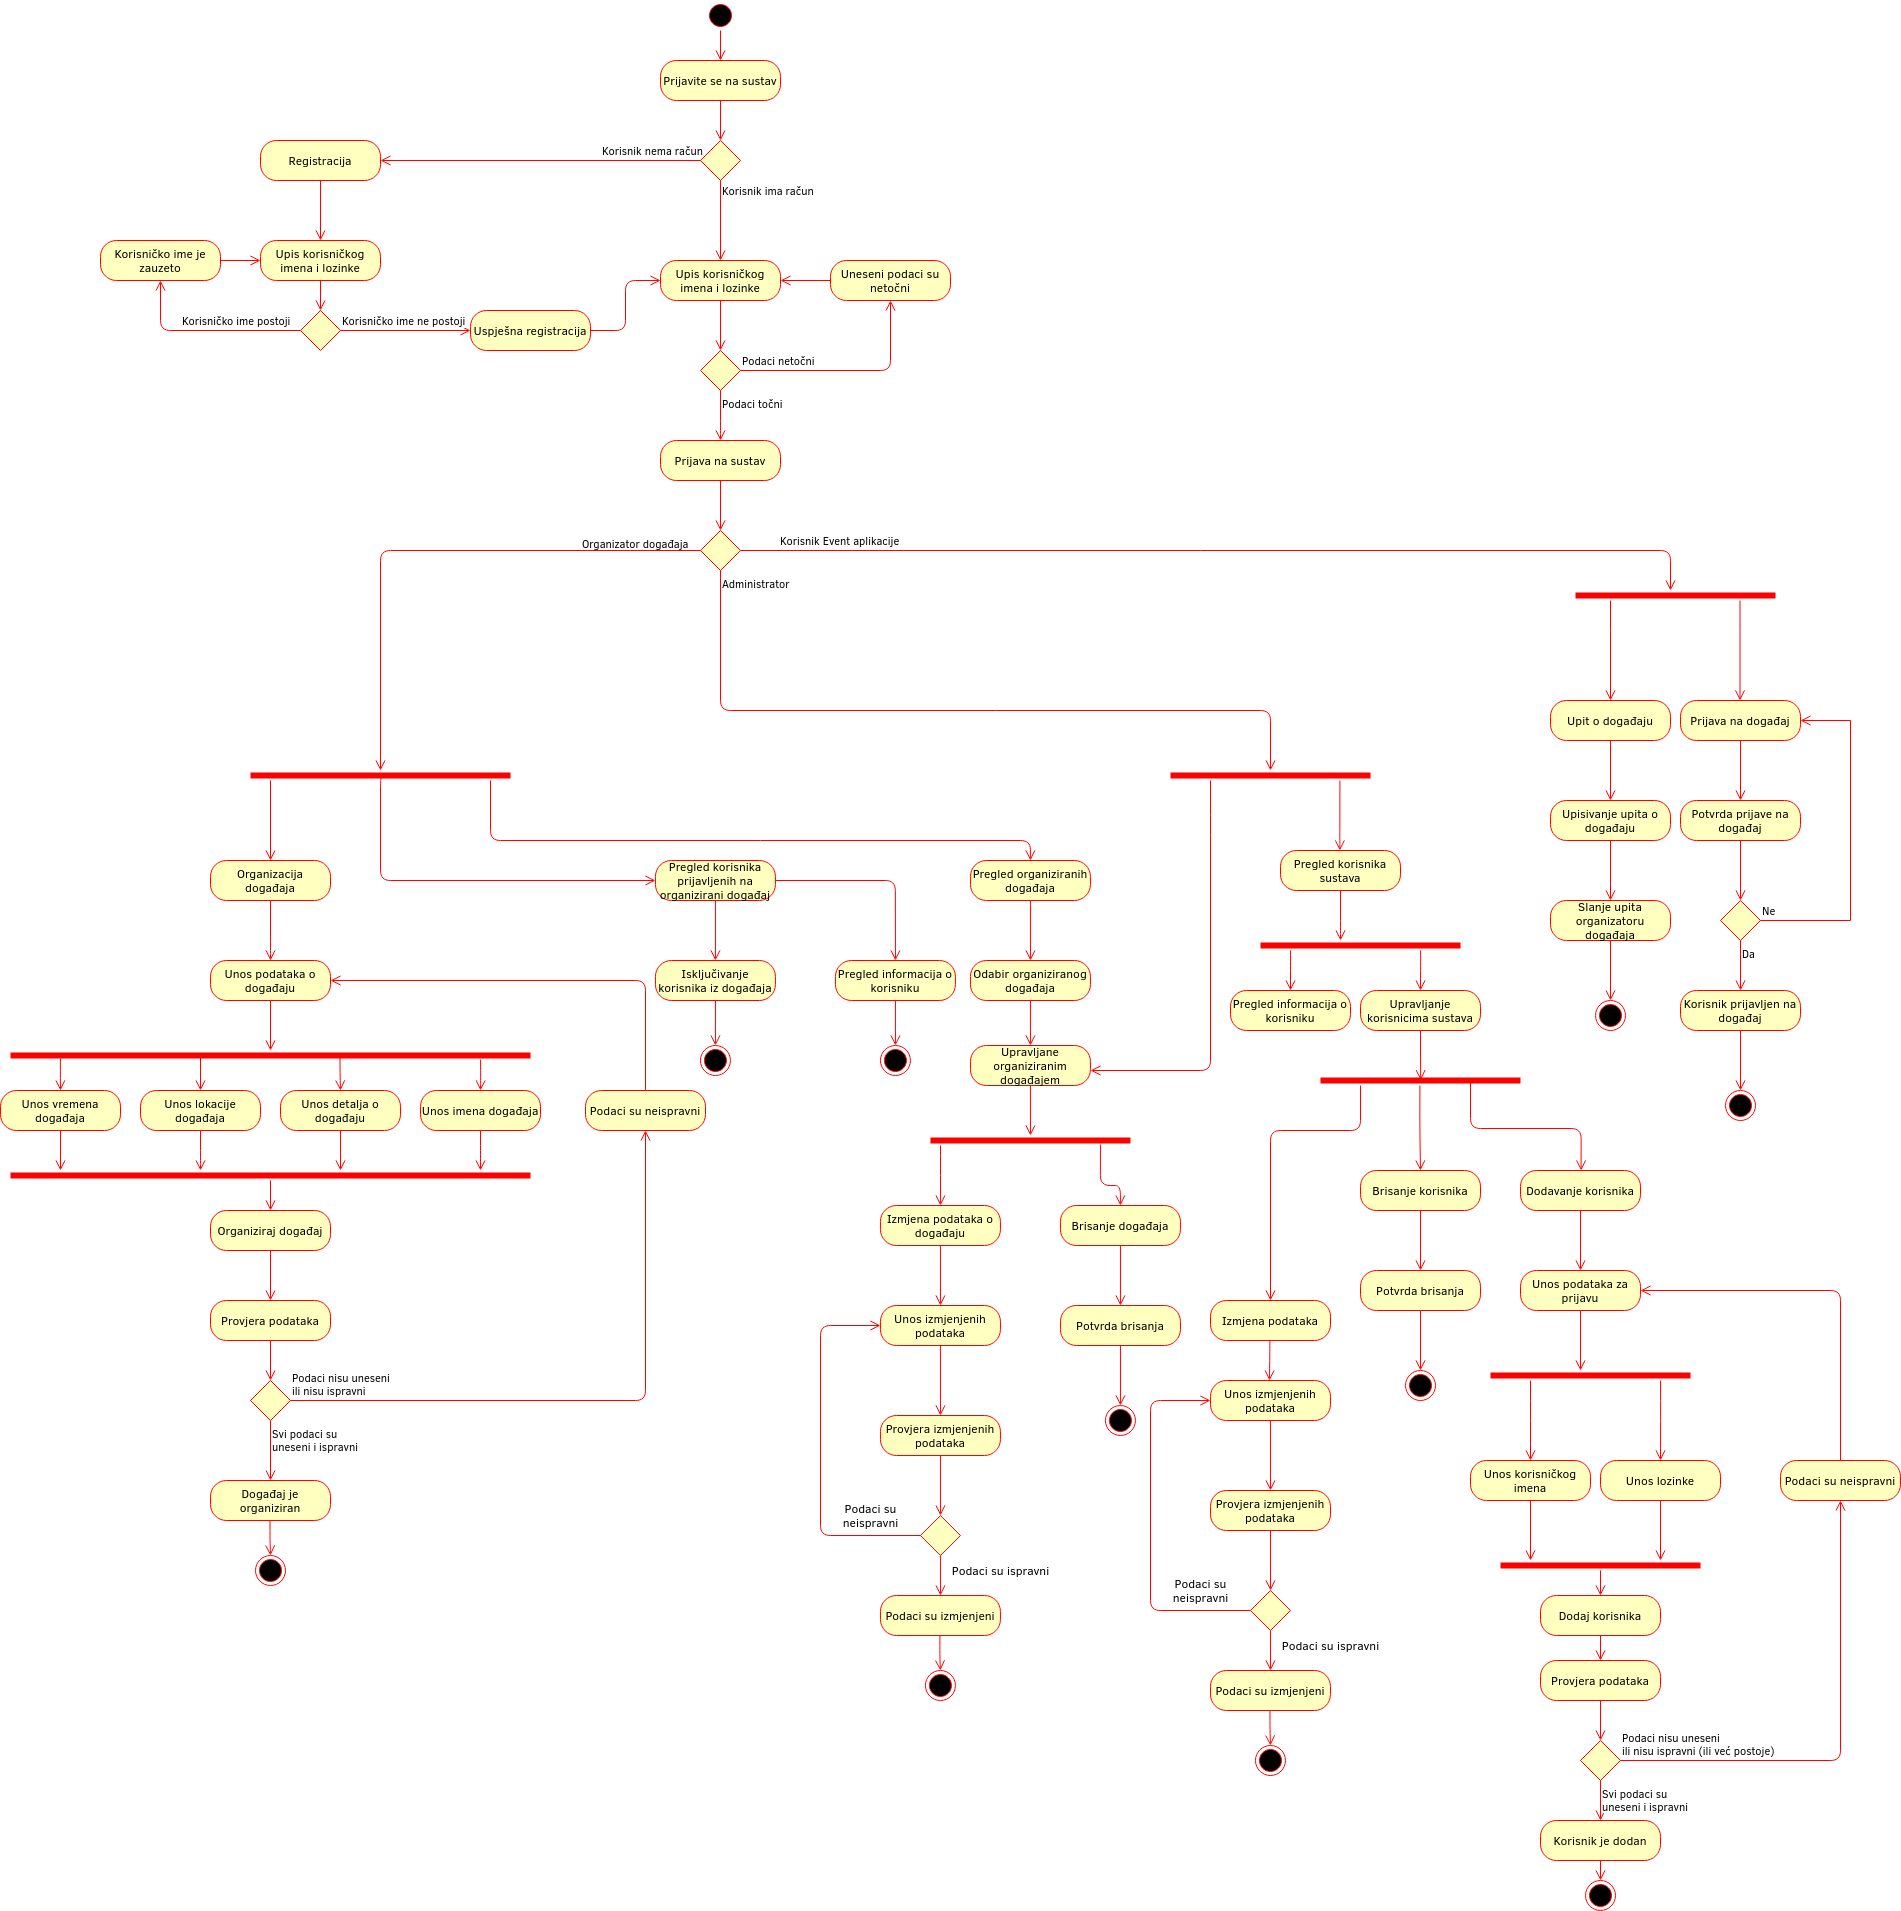 Prijavite se na sustav
Korisnik nema račun
Registracija
Korisnik ima račun
Korisničko ime je
zauzeto
Upis korisničkog
imena i lozinke
Upis korisničkog
imena i lozinke
Uneseni podaci su
netočni
Korisničko ime postoji
Korisničko ime ne postoji
Uspješna registracija
Podaci netočni
Podaci točni
Prijava na sustav
Organizator događaja
Korisnik Event aplikacije
Administrator
Upit o događaju
Prijava na događaj
Upisivanje upita o
događaju
Potvrda prijave na
događaj
Organizacija
događaja
Pregled korisnika
prijavljenih na
organizirani događaj
Pregled organiziranih
događaja
Pregled korisnika
sustava
Slanje upita
organizatoru
događaja
Ne
Da
Unos podataka o
događaju
Isključivanje
korisnika iz događaja
Pregled informacija o
korisniku
Odabir organiziranog
događaja
Pregled informacija o
korisniku
Upravljanje
korisnicima sustava
Korisnik prijavljen na
događaj
Upravljane
organiziranim
događajem
Unos vremena
događaja
Unos lokacije
događaja
Unos detalja o
događaju
Unos imena događaja
Podaci su neispravni
Organiziraj događaj
Izmjena podataka o
događaju
Brisanje događaja
Brisanje korisnika
Dodavanje korisnika
Provjera podataka
Unos izmjenjenih
podataka
Potvrda brisanja
Izmjena podataka
Potvrda brisanja
Unos podataka za
prijavu
Podaci nisu uneseni
ili nisu ispravni
Svi podaci su
uneseni i ispravni
Provjera izmjenjenih
podataka
Unos izmjenjenih
podataka
Događaj je
organiziran
Podaci su
neispravni
Provjera izmjenjenih
podataka
Unos korisničkog
imena
Unos lozinke
Podaci su neispravni
Podaci su ispravni
Podaci su izmjenjeni
Podaci su
neispravni
Podaci su ispravni
Podaci su izmjenjeni
Dodaj korisnika
Provjera podataka
Podaci nisu uneseni
ili nisu ispravni (ili već postoje)
Svi podaci su
uneseni i ispravni
Korisnik je dodan